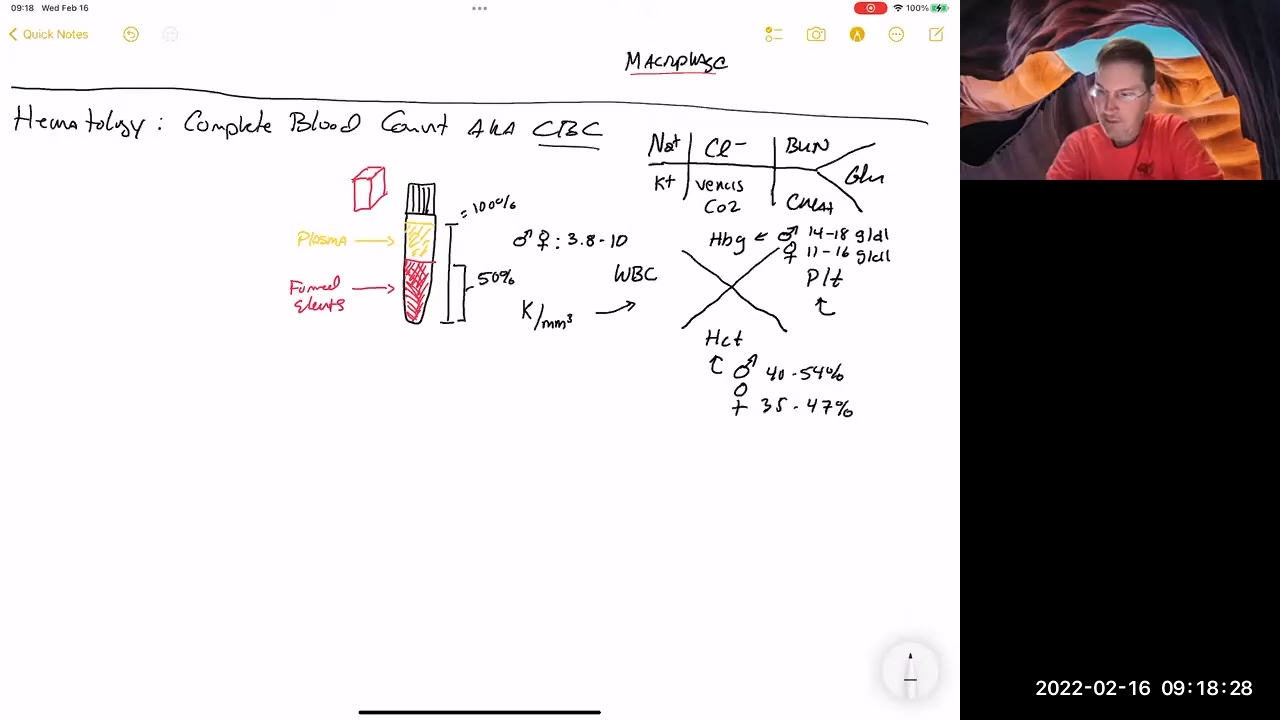 09:18 Wed Feb 16
100%
Quick Notes
Macrophage
Hematology: Complete Blood Count AKA CBC
Na+ Cl- BUN
Glu
K+ venus
CO2 Creat
= 100%
Plasma
♂ ♀ : 3.8-10
Hbg ← ♂ 14-18 g/dl
♀ 11-16 g/dl
WBC
Plt
50%
Formed
K/mm³
Hct
♂ 40-54%
♀ 35-47%
2022-02-16 09:18:28